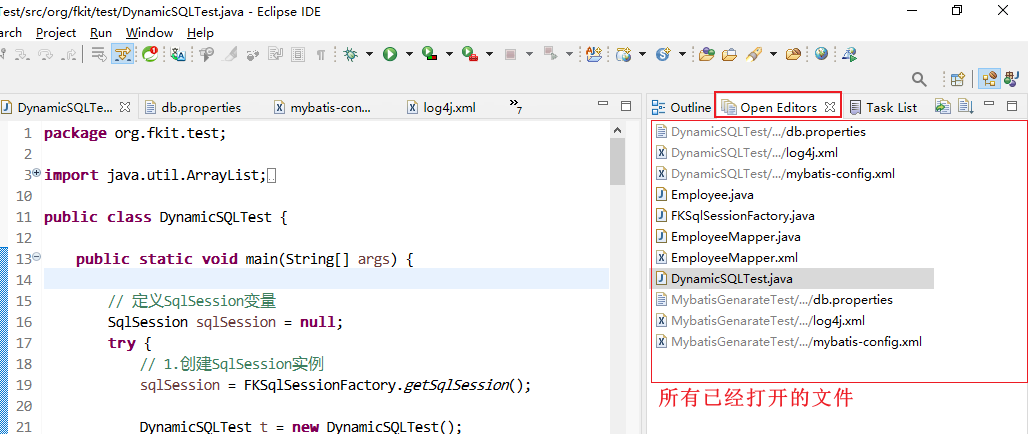 Test/src/org/fkit/test/DynamicSQLTest.java - Eclipse IDE
arch Project Run Window Help
DynamicSQLTe... db.properties mybatis-con... log4j.xml »7
Outline Open Editors Task List
1 package org.fkit.test;
2
3 import java.util.ArrayList;
10
11 public class DynamicSQLTest {
12
13 public static void main(String[] args) {
14
15 // 定义SqlSession变量
16 SqlSession sqlSession = null;
17 try {
18 // 1.创建SqlSession实例
19 sqlSession = FKSqlSessionFactory.getSqlSession();
20
21 DynamicSQLTest t = new DynamicSQLTest();
DynamicSQLTest/.../db.properties
DynamicSQLTest/.../log4j.xml
DynamicSQLTest/.../mybatis-config.xml
Employee.java
FKSqlSessionFactory.java
EmployeeMapper.java
EmployeeMapper.xml
DynamicSQLTest.java
MybatisGenarateTest/.../db.properties
MybatisGenarateTest/.../log4j.xml
MybatisGenarateTest/.../mybatis-config.xml
所有已经打开的文件